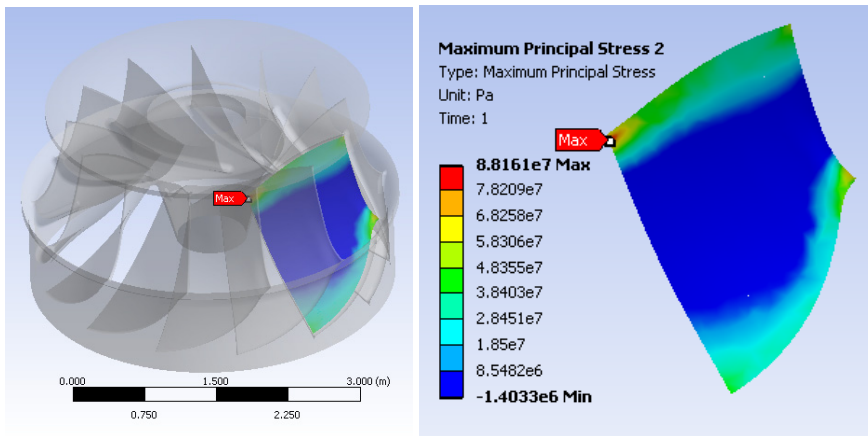 Max
0.000
1.500
3.000 (m)
0.750
2.250
Maximum Principal Stress 2
Type: Maximum Principal Stress
Unit: Pa
Time: 1
Max
8.8161e7 Max
7.8209e7
6.8258e7
5.8306e7
4.8355e7
3.8403e7
2.8451e7
1.85e7
8.5482e6
-1.4033e6 Min